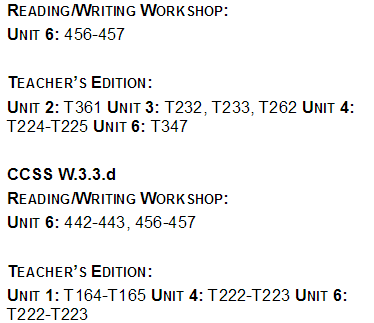 Reading/Writing Workshop:
Unit 6: 456-457
Teacher's Edition:
Unit 2: T361 Unit 3: T232, T233, T262 Unit 4:
T224-T225 Unit 6: T347
CCSS W.3.3.d
Reading/Writing Workshop:
Unit 6: 442-443, 456-457
Teacher's Edition:
Unit 1: T164-T165 Unit 4: T222-T223 Unit 6:
T222-T223